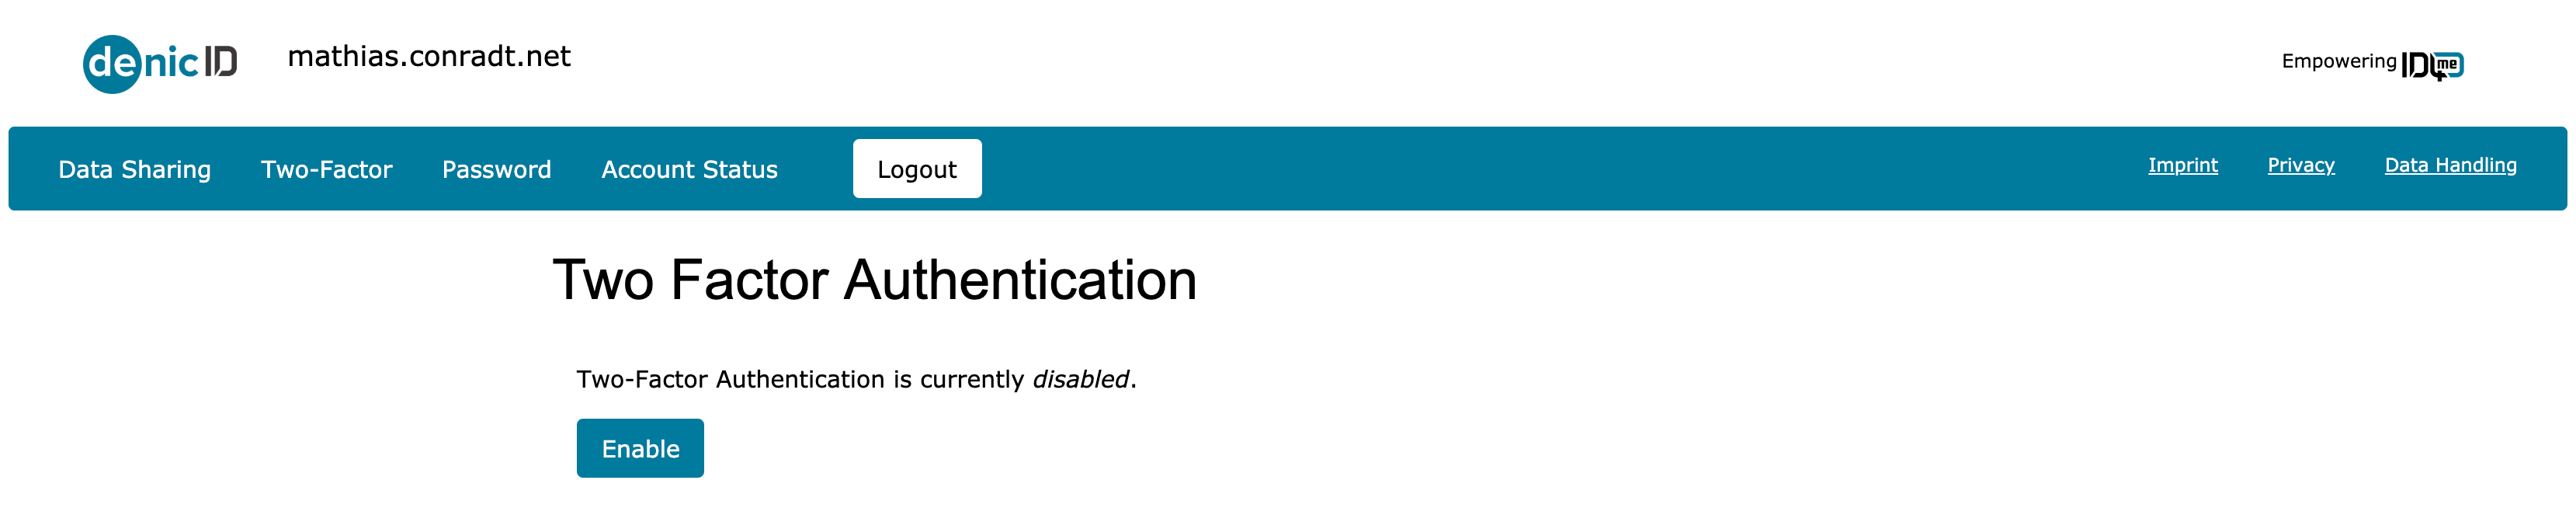 denic ID mathias.conradt.net Empowering ID4me
Data Sharing Two-Factor Password Account Status Logout Imprint Privacy Data Handling
Two Factor Authentication
Two-Factor Authentication is currently disabled.
Enable